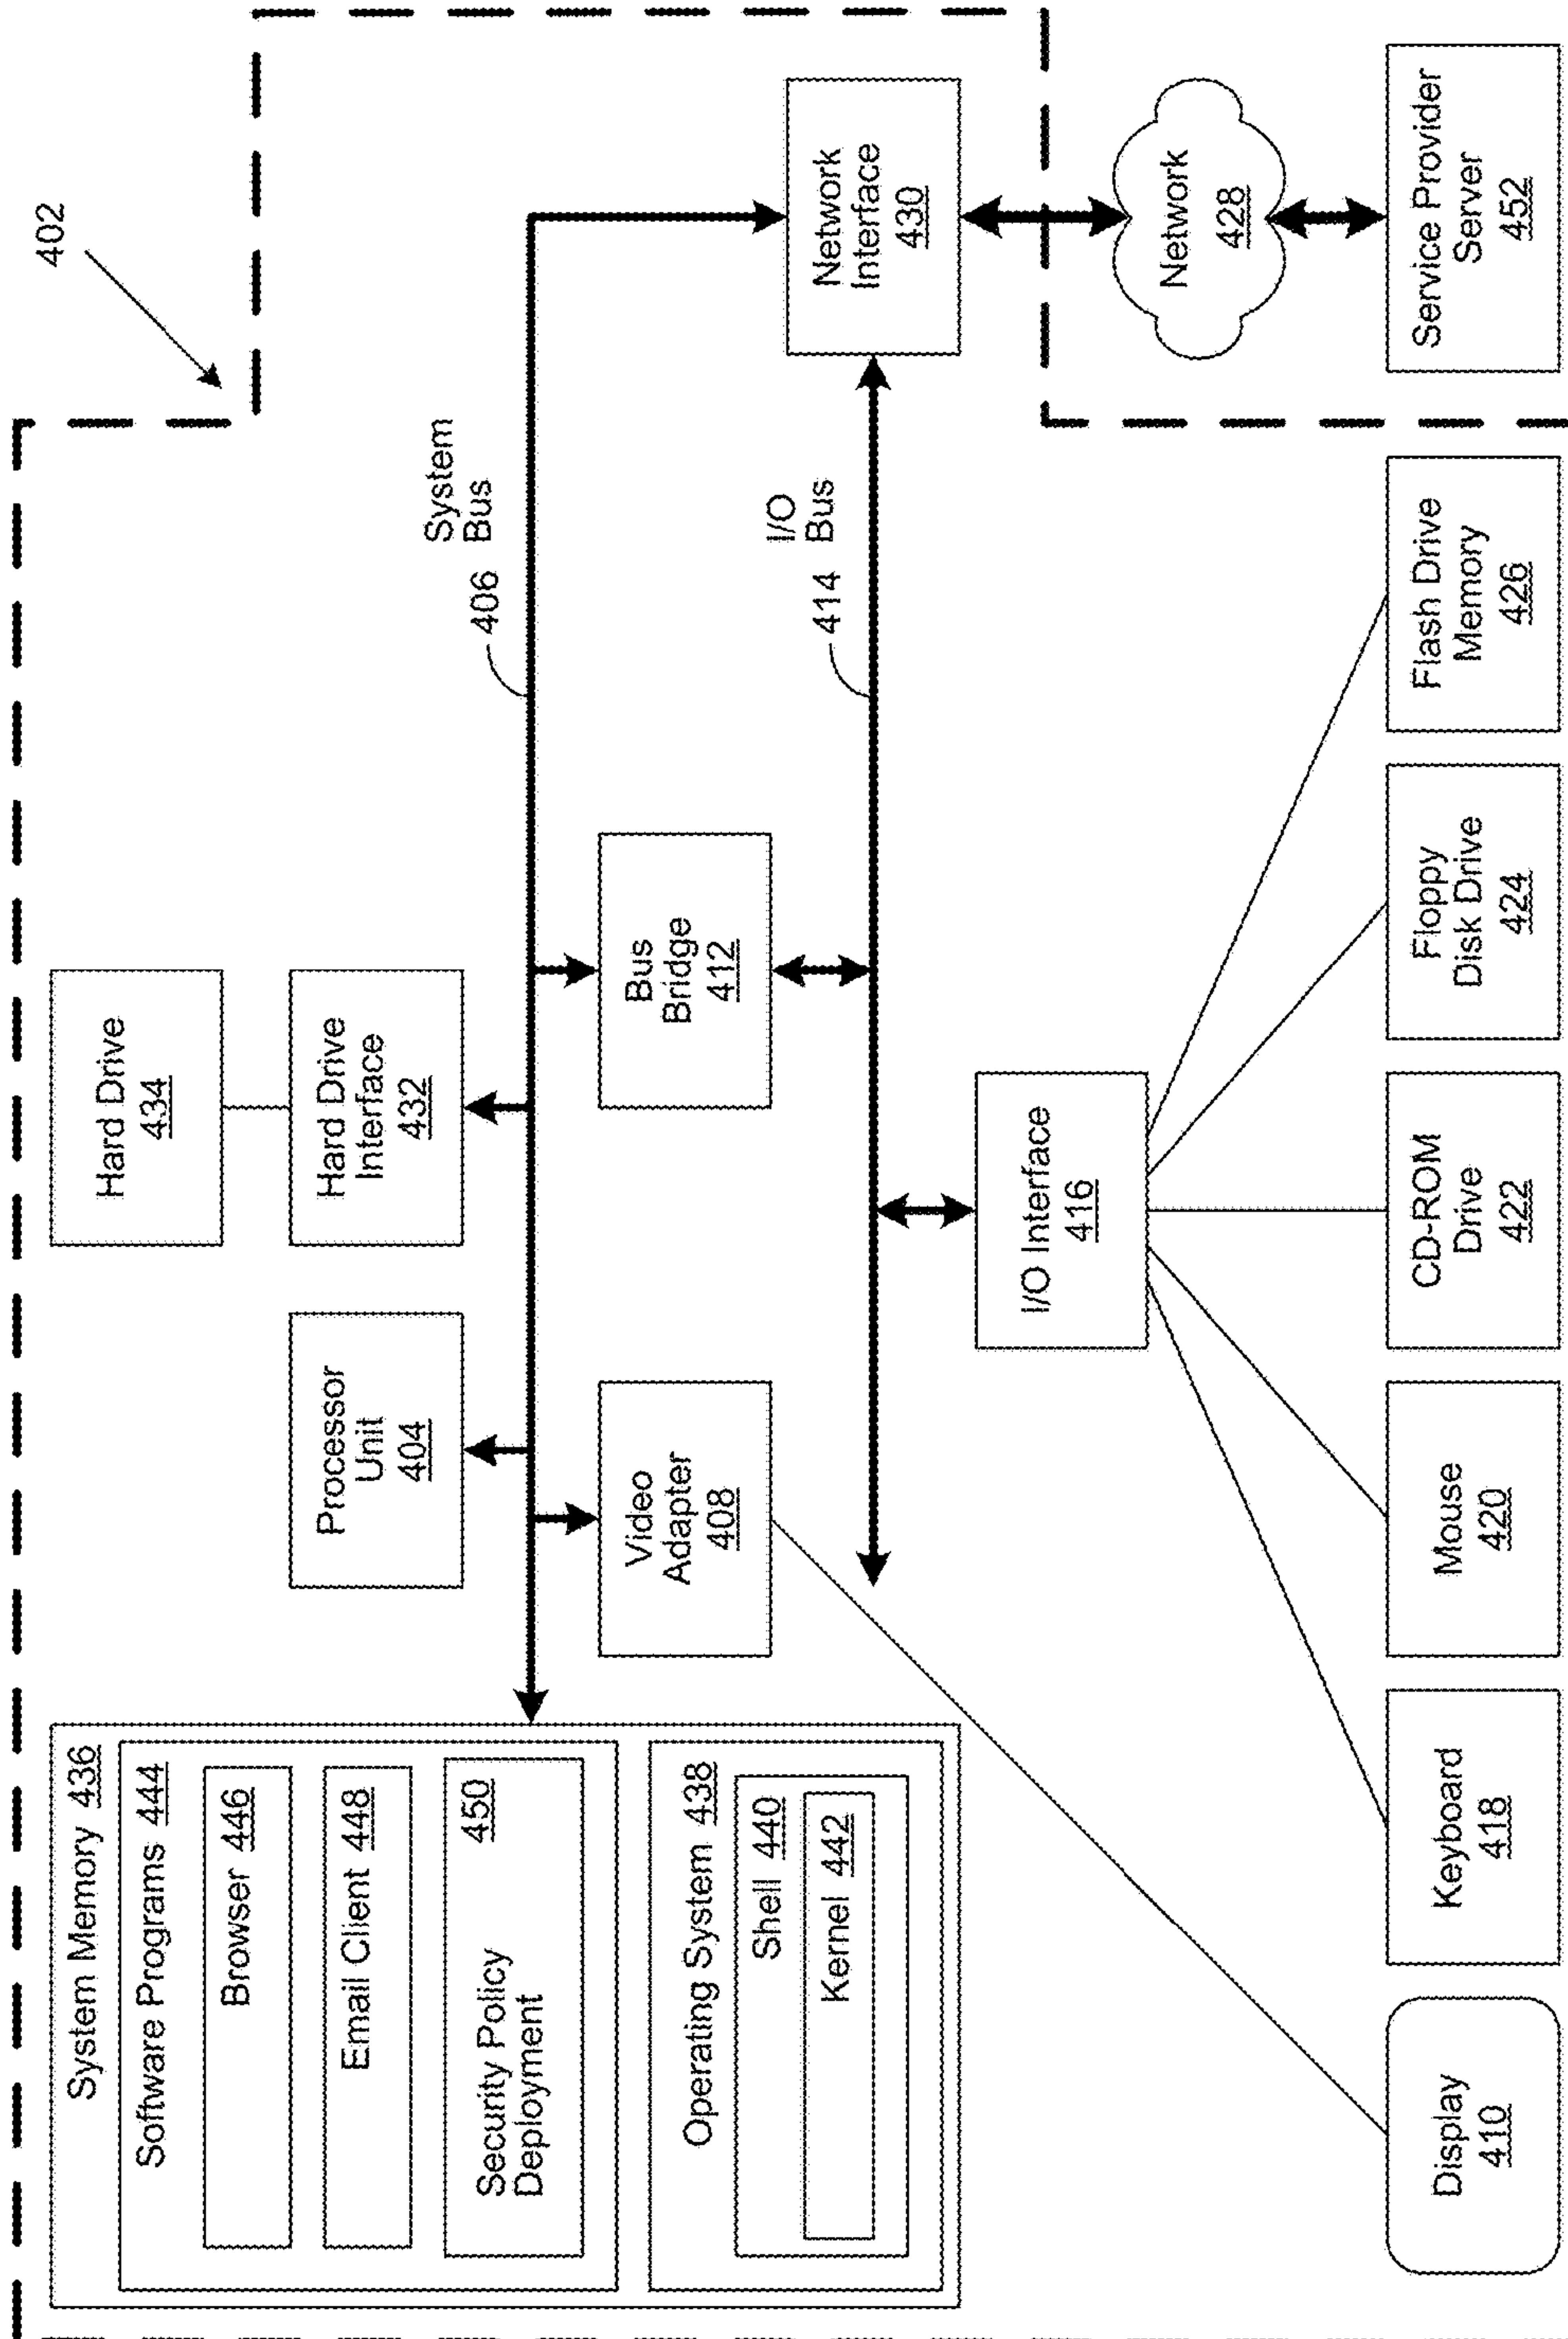 402
System Memory 436
Software Programs 444
Browser 446
Email Client 448
Security Policy
Deployment
450
Operating System 438
Shell 440
Kernel 442
Processor
Unit
404
Hard Drive
434
Hard Drive
Interface
432
System
Bus
406
Video
Adapter
408
Bus
Bridge
412
I/O
Bus
414
Network
Interface
430
I/O Interface
416
Network
428
Display
410
Keyboard
418
Mouse
420
CD-ROM
Drive
422
Floppy
Disk Drive
424
Flash Drive
Memory
426
Service Provider
Server
452